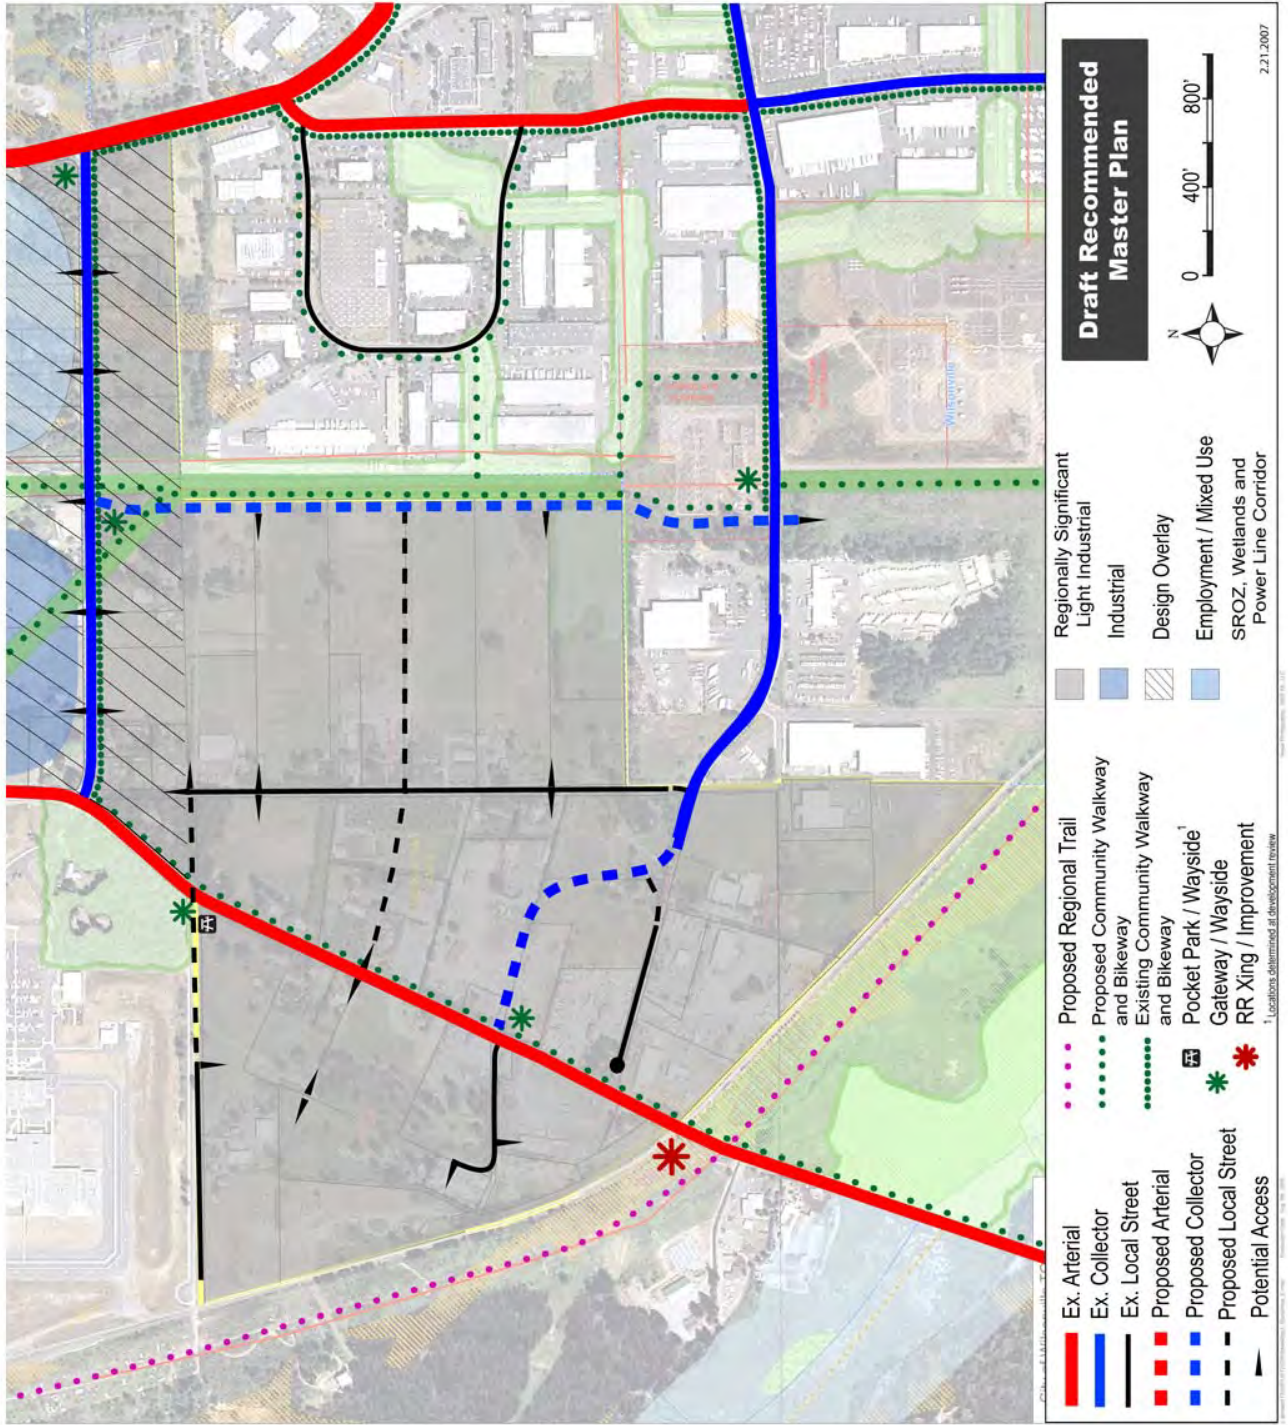 Draft Recommended
Master Plan
0
400'
800'
N
2.21.2007
Ex. Arterial
Ex. Collector
Ex. Local Street
Proposed Arterial
Proposed Collector
Proposed Local Street
Potential Access
Proposed Regional Trail
Proposed Community Walkway
and Bikeway
Existing Community Walkway
and Bikeway
Pocket Park / Wayside¹
Gateway / Wayside
RR Xing / Improvement
¹ Locations determined at development review
Regionally Significant
Light Industrial
Industrial
Design Overlay
Employment / Mixed Use
SROZ, Wetlands and
Power Line Corridor
Wilsonville